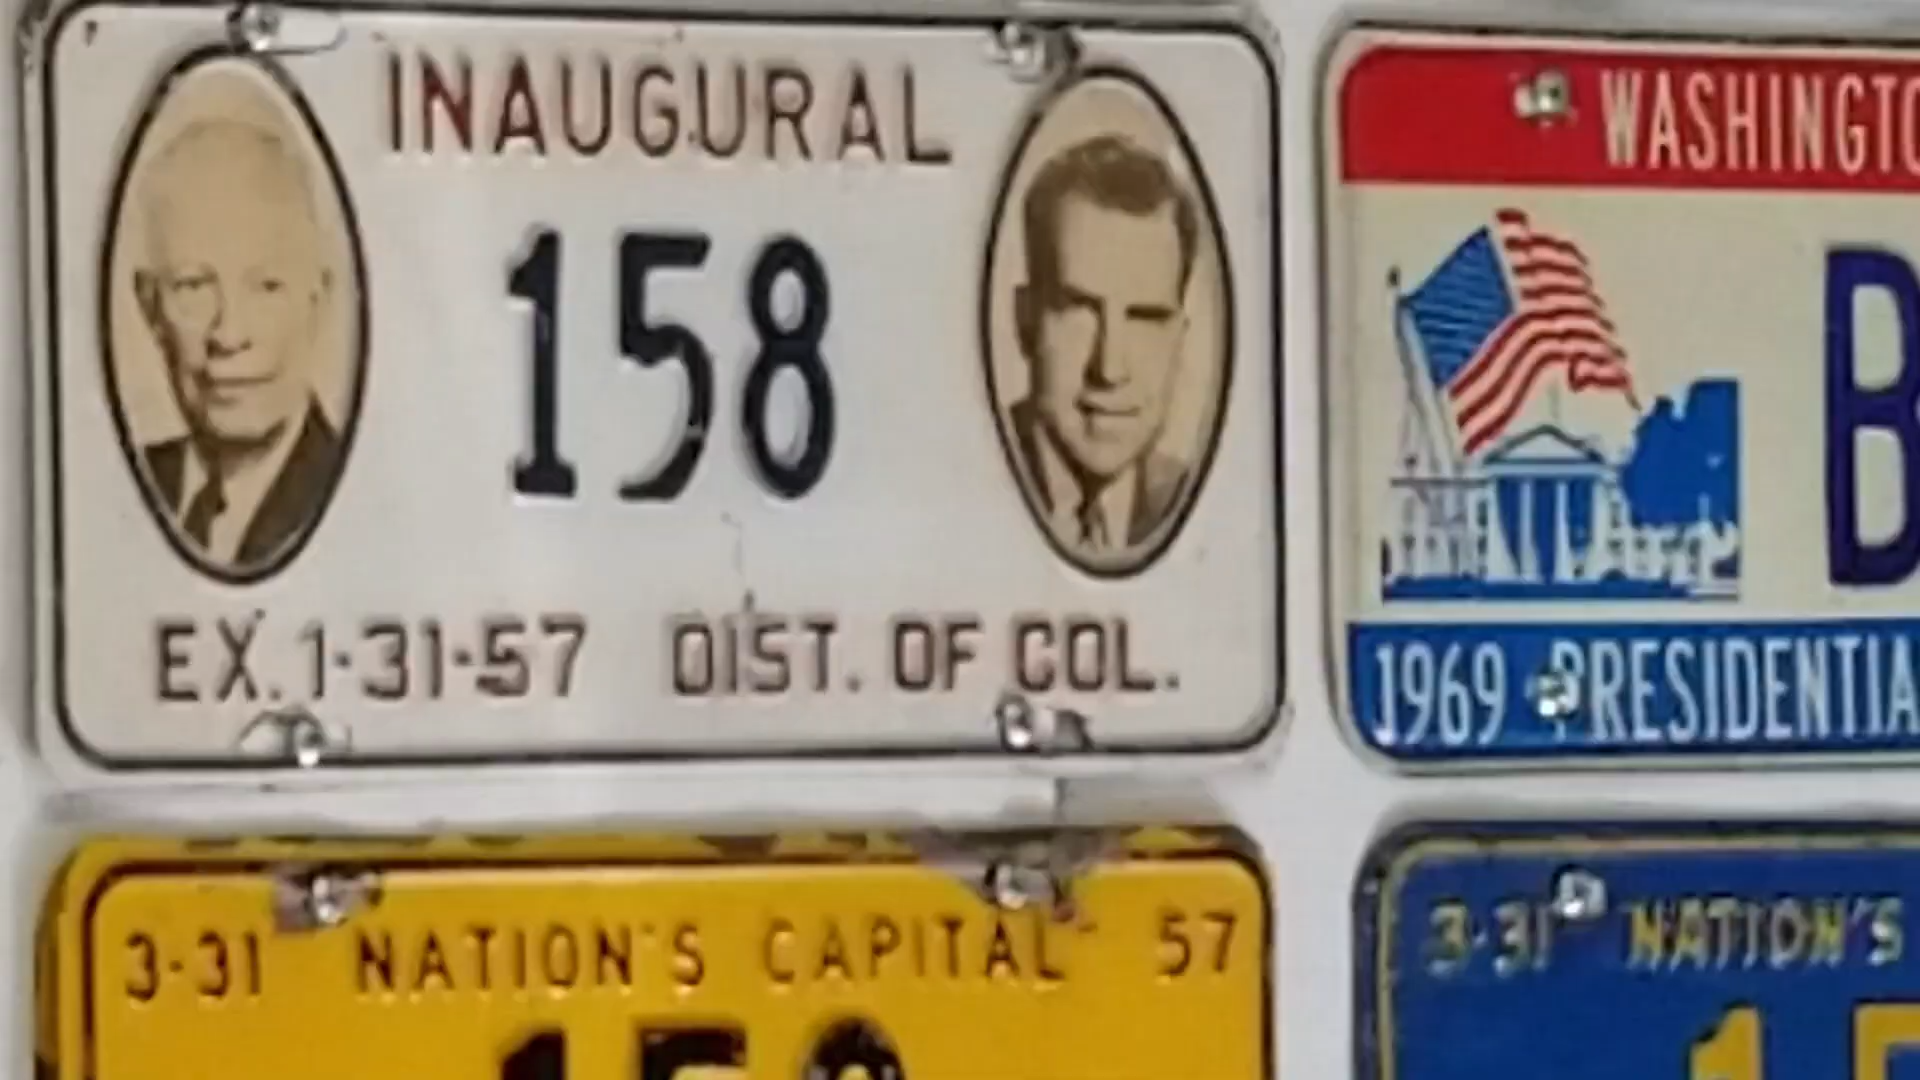 INAUGURAL
158
EX. 1-31-57 DIST. OF COL.
WASHINGTO
B
1969 PRESIDENTIA
3-31 NATION'S CAPITAL 57
158
3-31 NATION'S